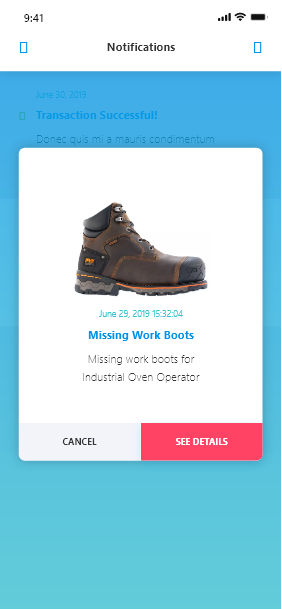 9:41
Notifications
June 30, 2019
Transaction Successful!
Donec quis mi a mauris condimentum
PRO
June 29, 2019 15:32:04
Missing Work Boots
Missing work boots for
Industrial Oven Operator
CANCEL
SEE DETAILS